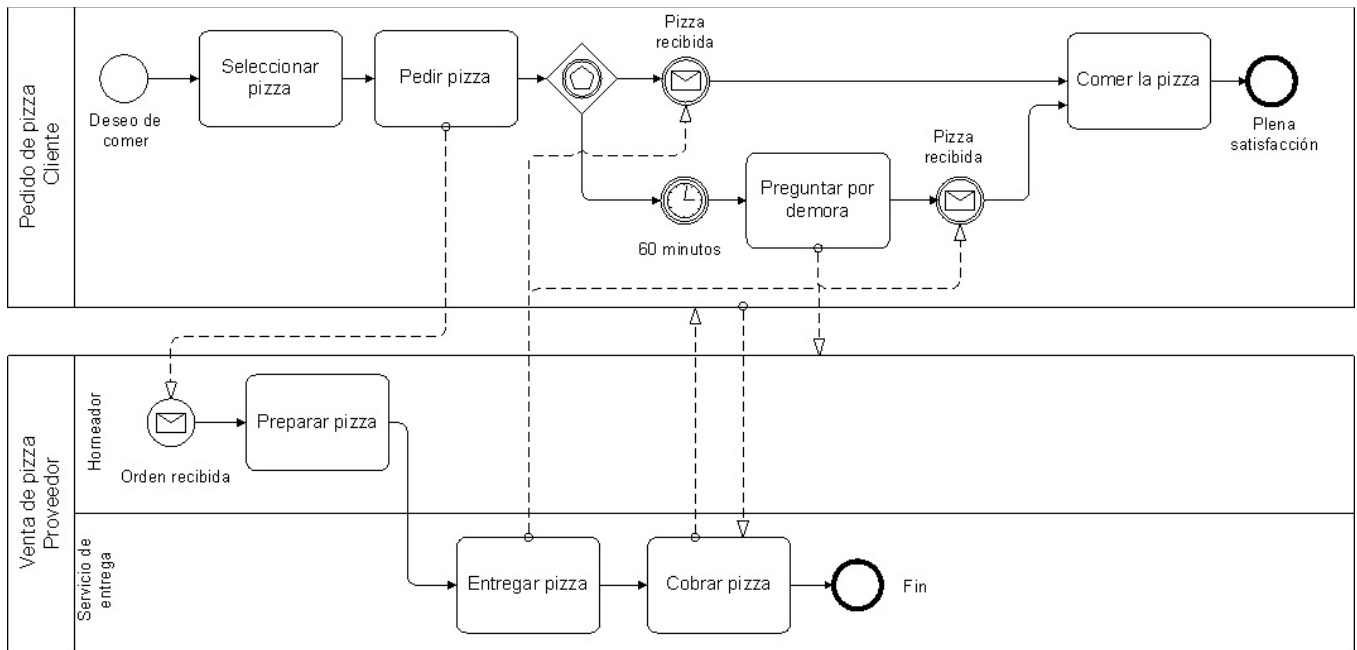 Pedido de pizza
Cliente
Deseo de
comer
Seleccionar
pizza
Pedir pizza
Pizza
recibida
60 minutos
Preguntar por
demora
Pizza
recibida
Comer la pizza
Plena
satisfacción
Venta de pizza
Proveedor
Horneador
Orden recibida
Preparar pizza
Servicio de
entrega
Entregar pizza
Cobrar pizza
Fin